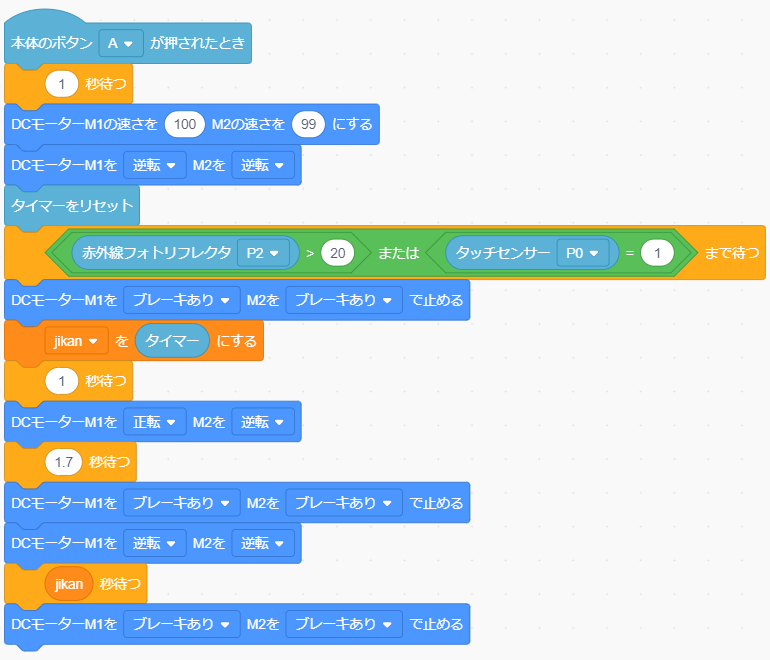 本体のボタン A が押されたとき
1 秒待つ
DCモーターM1の速さを 100 M2の速さを 99 にする
DCモーターM1を 逆転 M2を 逆転
タイマーをリセット
赤外線フォトリフレクタ P2 > 20 または タッチセンサー P0 = 1 まで待つ
DCモーターM1を ブレーキあり M2を ブレーキあり で止める
jikan を タイマー にする
1 秒待つ
DCモーターM1を 正転 M2を 逆転
1.7 秒待つ
DCモーターM1を ブレーキあり M2を ブレーキあり で止める
DCモーターM1を 逆転 M2を 逆転
jikan 秒待つ
DCモーターM1を ブレーキあり M2を ブレーキあり で止める